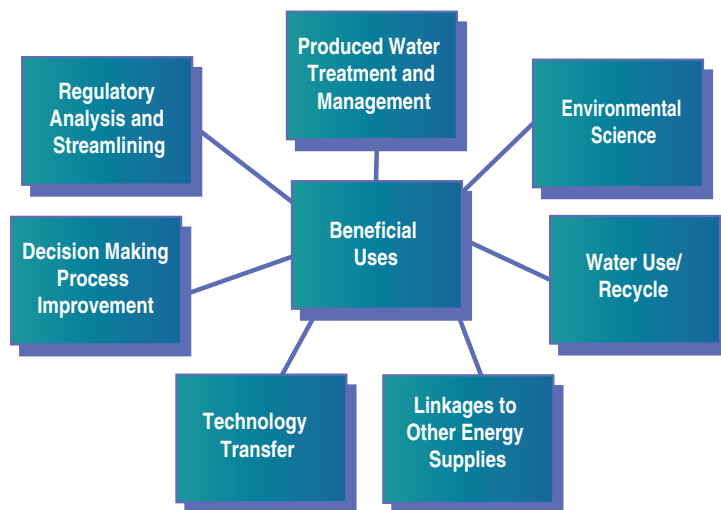 Produced Water
Treatment and
Management
Regulatory
Analysis and
Streamlining
Environmental
Science
Beneficial
Uses
Decision Making
Process
Improvement
Water Use/
Recycle
Technology
Transfer
Linkages to
Other Energy
Supplies